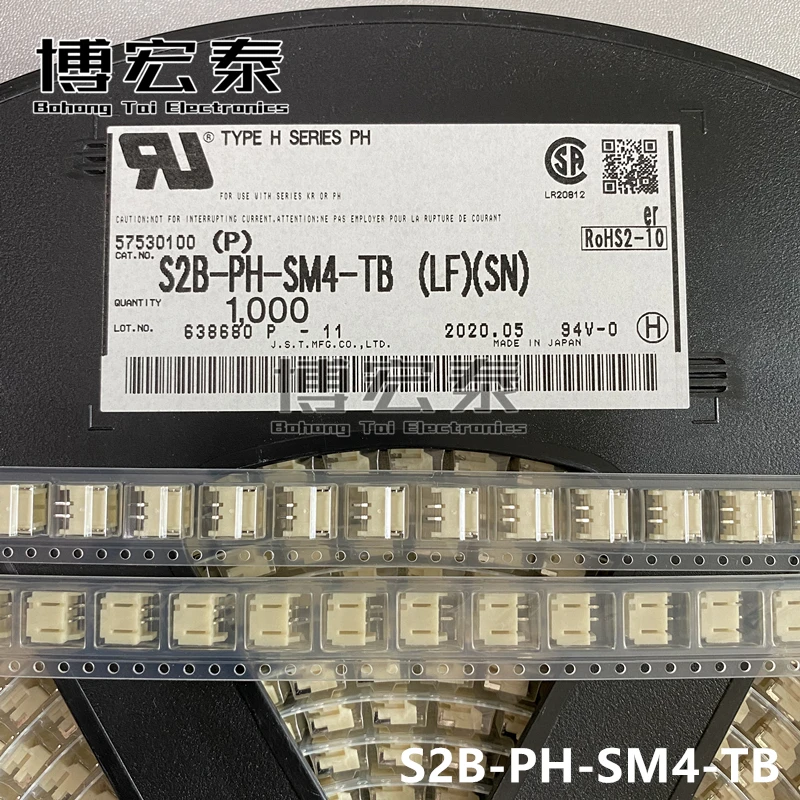 博宏泰
Bohong Tai Electronics
® TYPE H SERIES PH
FOR USE WITH SERIES KR OR PH
LR20812
CAUTION:NOT FOR INTERRUPTING CURRENT.ATTENTION:NE PAS EMPLOYER POUR LA RUPTURE DE COURANT
er
57530100 (P)
RoHS2-10
CAT.NO. S2B-PH-SM4-TB (LF)(SN)
QUANTITY 1,000
LOT.NO. 638680 P - 11 2020.05 94V-0 H
J.S.T.MFG.CO.,LTD. MADE IN JAPAN
博宏泰
Bohong Tai Electronics
S2B-PH-SM4-TB